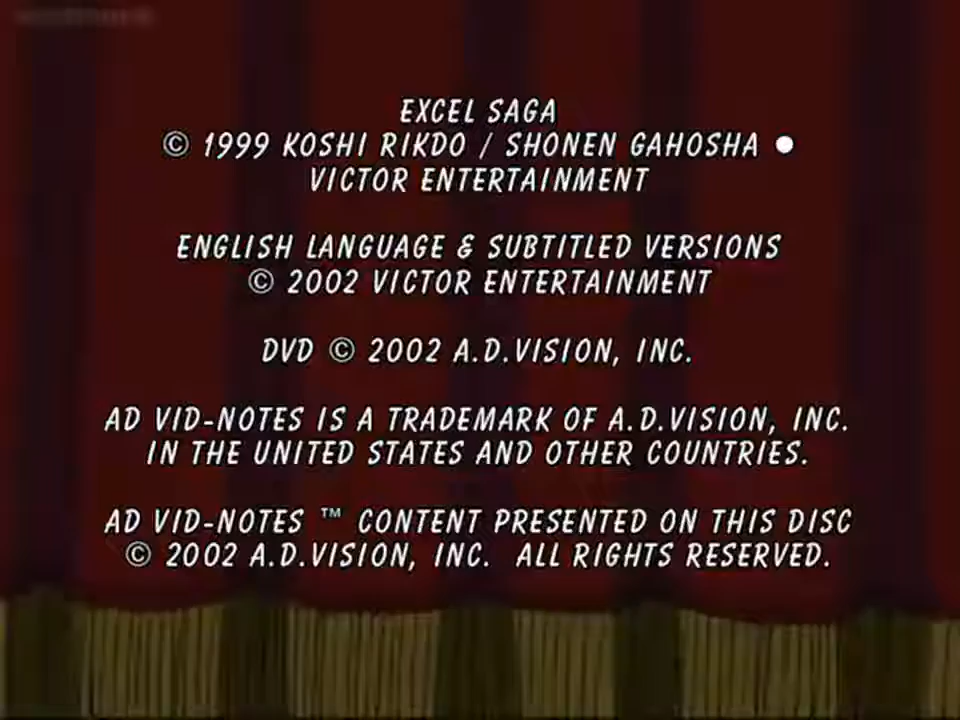 EXCEL SAGA
© 1999 KOSHI RIKDO / SHONEN GAHOSHA ●
VICTOR ENTERTAINMENT
ENGLISH LANGUAGE & SUBTITLED VERSIONS
© 2002 VICTOR ENTERTAINMENT
DVD © 2002 A.D.VISION, INC.
AD VID-NOTES IS A TRADEMARK OF A.D.VISION, INC.
IN THE UNITED STATES AND OTHER COUNTRIES.
AD VID-NOTES ™ CONTENT PRESENTED ON THIS DISC
© 2002 A.D.VISION, INC. ALL RIGHTS RESERVED.